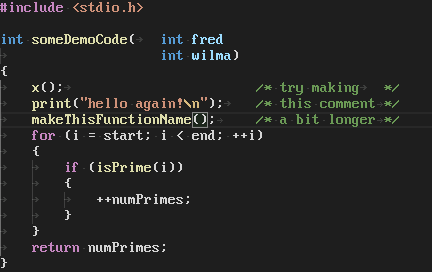 #include <stdio.h>
int someDemoCode(   int fred
                    int wilma)
{
    x();                            /* try making   */
    print("hello again!\n");        /* this comment */
    makeThisFunctionName();         /* a bit longer */
    for (i = start; i < end; ++i)
    {
        if (isPrime(i))
        {
            ++numPrimes;
        }
    }
    return numPrimes;
}